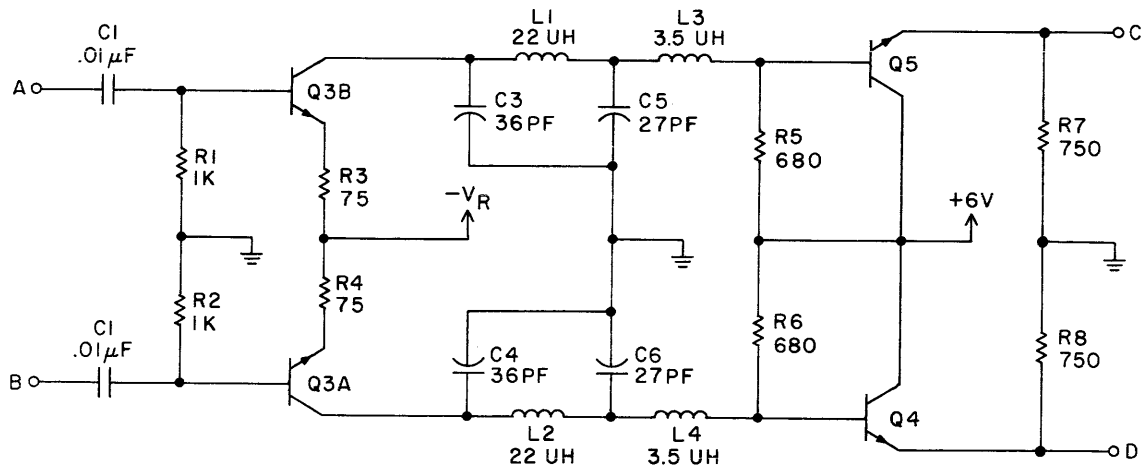 C1
.01μF
A
L1
22 UH
L3
3.5 UH
C
Q3B
Q5
C3
36PF
C5
27PF
R1
1K
R3
75
R5
680
R7
750
-VR
+6V
R2
1K
R4
75
R6
680
R8
750
C1
.01μF
C4
36PF
C6
27PF
B
Q3A
Q4
L2
22 UH
L4
3.5 UH
D